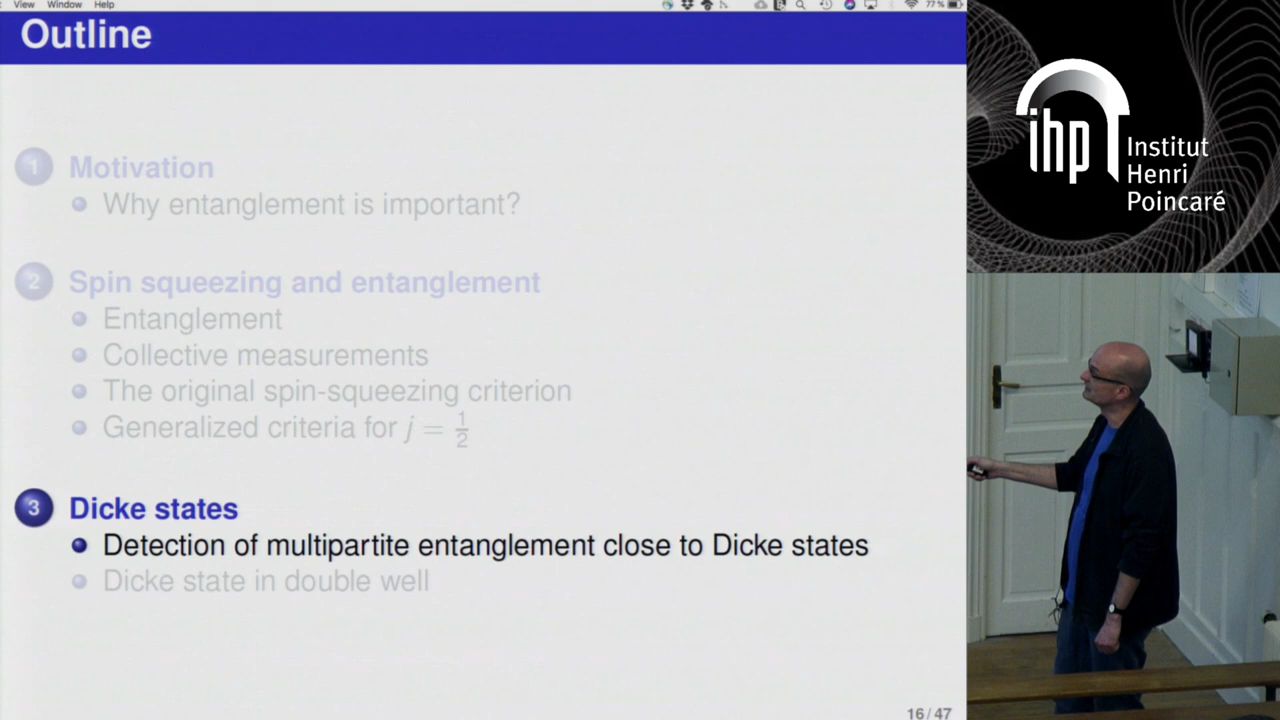 View Window Help
77%
Outline
1 Motivation
Why entanglement is important?
2 Spin squeezing and entanglement
Entanglement
Collective measurements
The original spin-squeezing criterion
Generalized criteria for j = 1/2
3 Dicke states
Detection of multipartite entanglement close to Dicke states
Dicke state in double well
16/47
ihp Institut
Henri
Poincaré